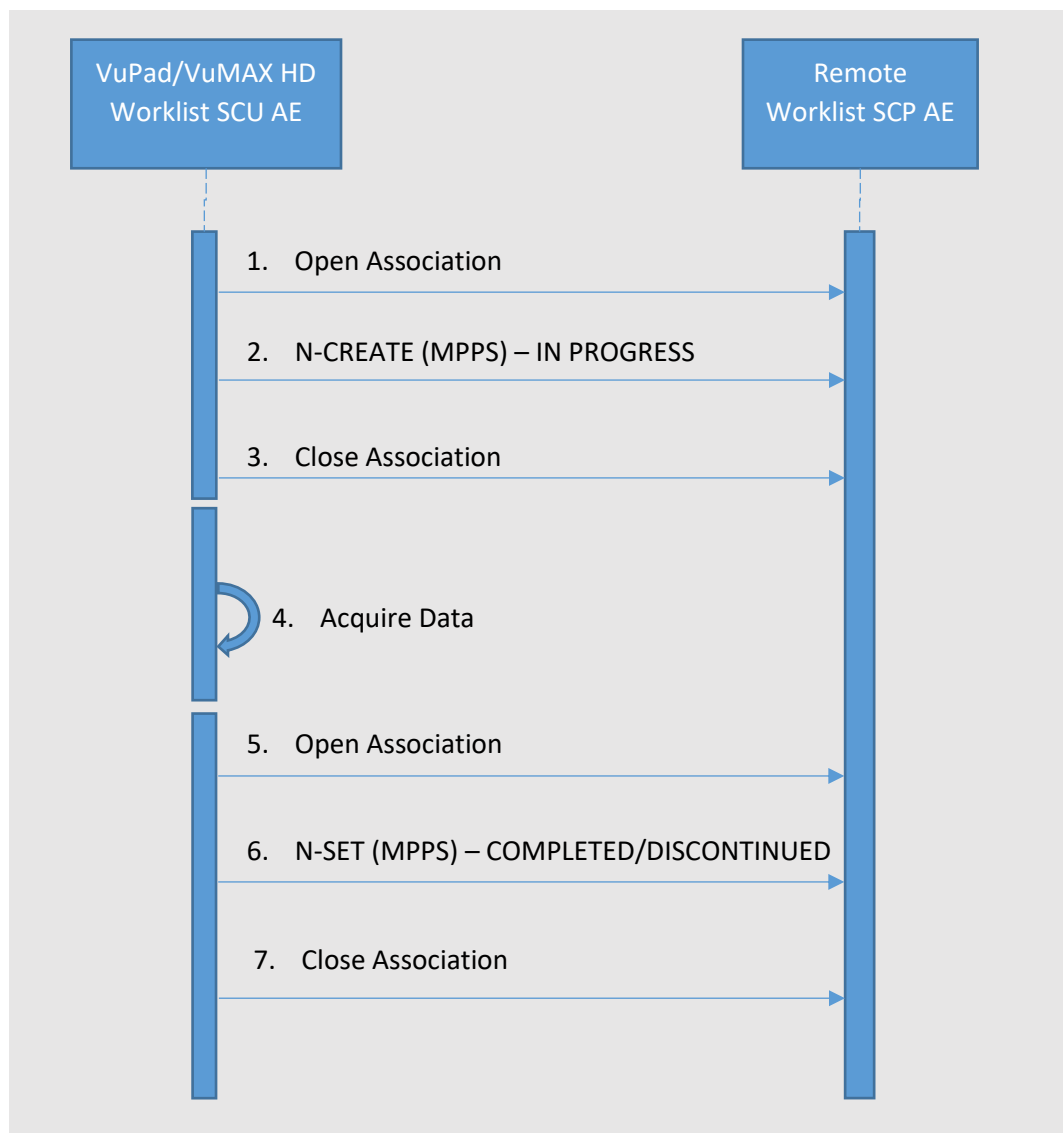 VuPad/VuMAX HD
Worklist SCU AE
Remote
Worklist SCP AE
1. Open Association
2. N-CREATE (MPPS) – IN PROGRESS
3. Close Association
4. Acquire Data
5. Open Association
6. N-SET (MPPS) – COMPLETED/DISCONTINUED
7. Close Association